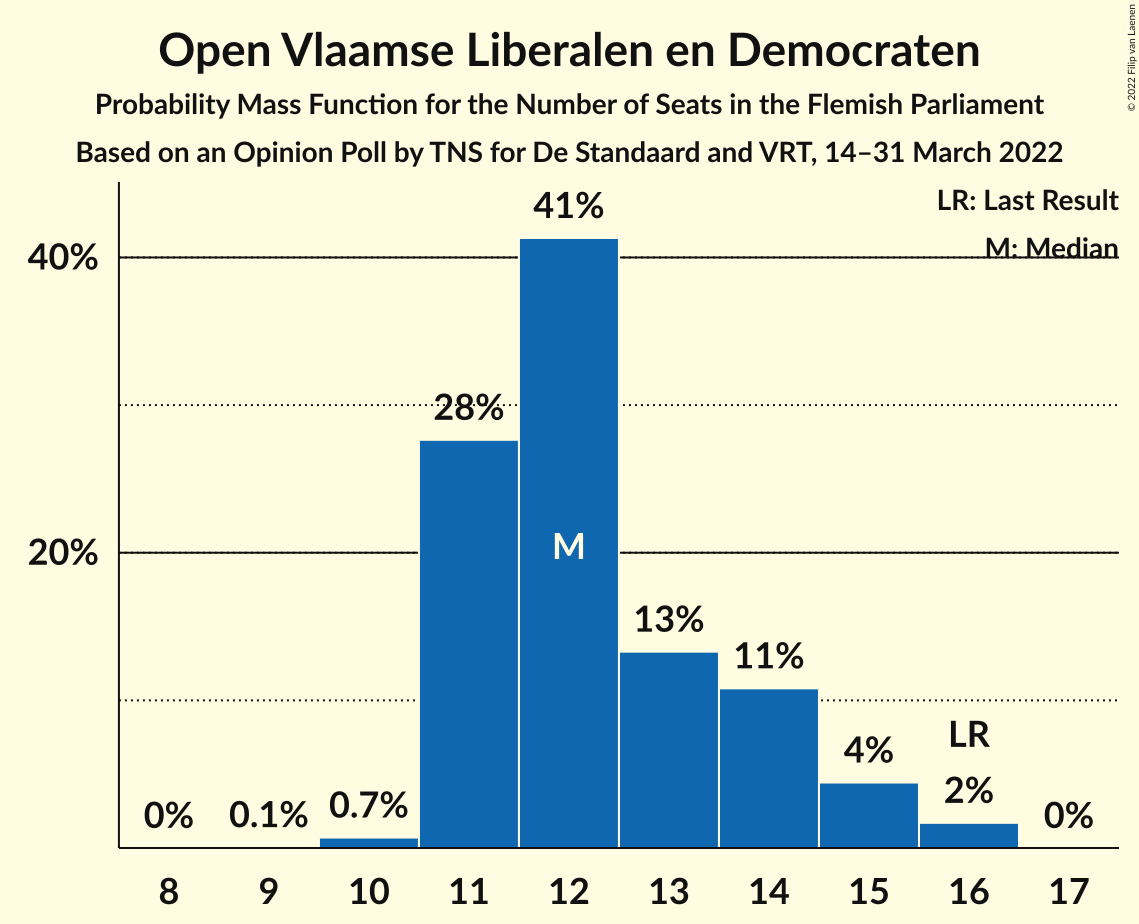 Open Vlaamse Liberalen en Democraten
Probability Mass Function for the Number of Seats in the Flemish Parliament
Based on an Opinion Poll by TNS for De Standaard and VRT, 14–31 March 2022
© 2022 Filip van Laenen
LR: Last Result
M: Median
40%
20%
0%
0.1%
0.7%
28%
41%
M
13%
11%
4%
LR
2%
0%
8 9 10 11 12 13 14 15 16 17